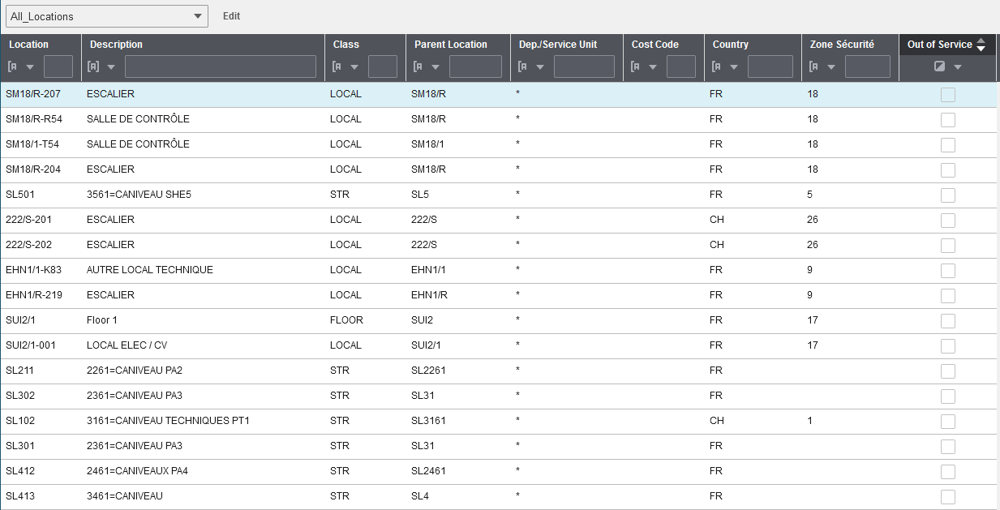 All_Locations Edit
Location Description Class Parent Location Dep./Service Unit Cost Code Country Zone Sécurité Out of Service
SM18/R-207 ESCALIER LOCAL SM18/R * FR 18
SM18/R-R54 SALLE DE CONTRÔLE LOCAL SM18/R * FR 18
SM18/1-T54 SALLE DE CONTRÔLE LOCAL SM18/1 * FR 18
SM18/R-204 ESCALIER LOCAL SM18/R * FR 18
SL501 3561=CANIVEAU SHE5 STR SL5 * FR 5
222/S-201 ESCALIER LOCAL 222/S * CH 26
222/S-202 ESCALIER LOCAL 222/S * CH 26
EHN1/1-K83 AUTRE LOCAL TECHNIQUE LOCAL EHN1/1 * FR 9
EHN1/R-219 ESCALIER LOCAL EHN1/R * FR 9
SUI2/1 Floor 1 FLOOR SUI2 * FR 17
SUI2/1-001 LOCAL ELEC / CV LOCAL SUI2/1 * FR 17
SL211 2261=CANIVEAU PA2 STR SL2261 * FR
SL302 2361=CANIVEAU PA3 STR SL31 * FR
SL102 3161=CANIVEAU TECHNIQUES PT1 STR SL3161 * CH 1
SL301 2361=CANIVEAU PA3 STR SL31 * FR
SL412 2461=CANIVEAUX PA4 STR SL2461 * FR
SL413 3461=CANIVEAU STR SL4 * FR